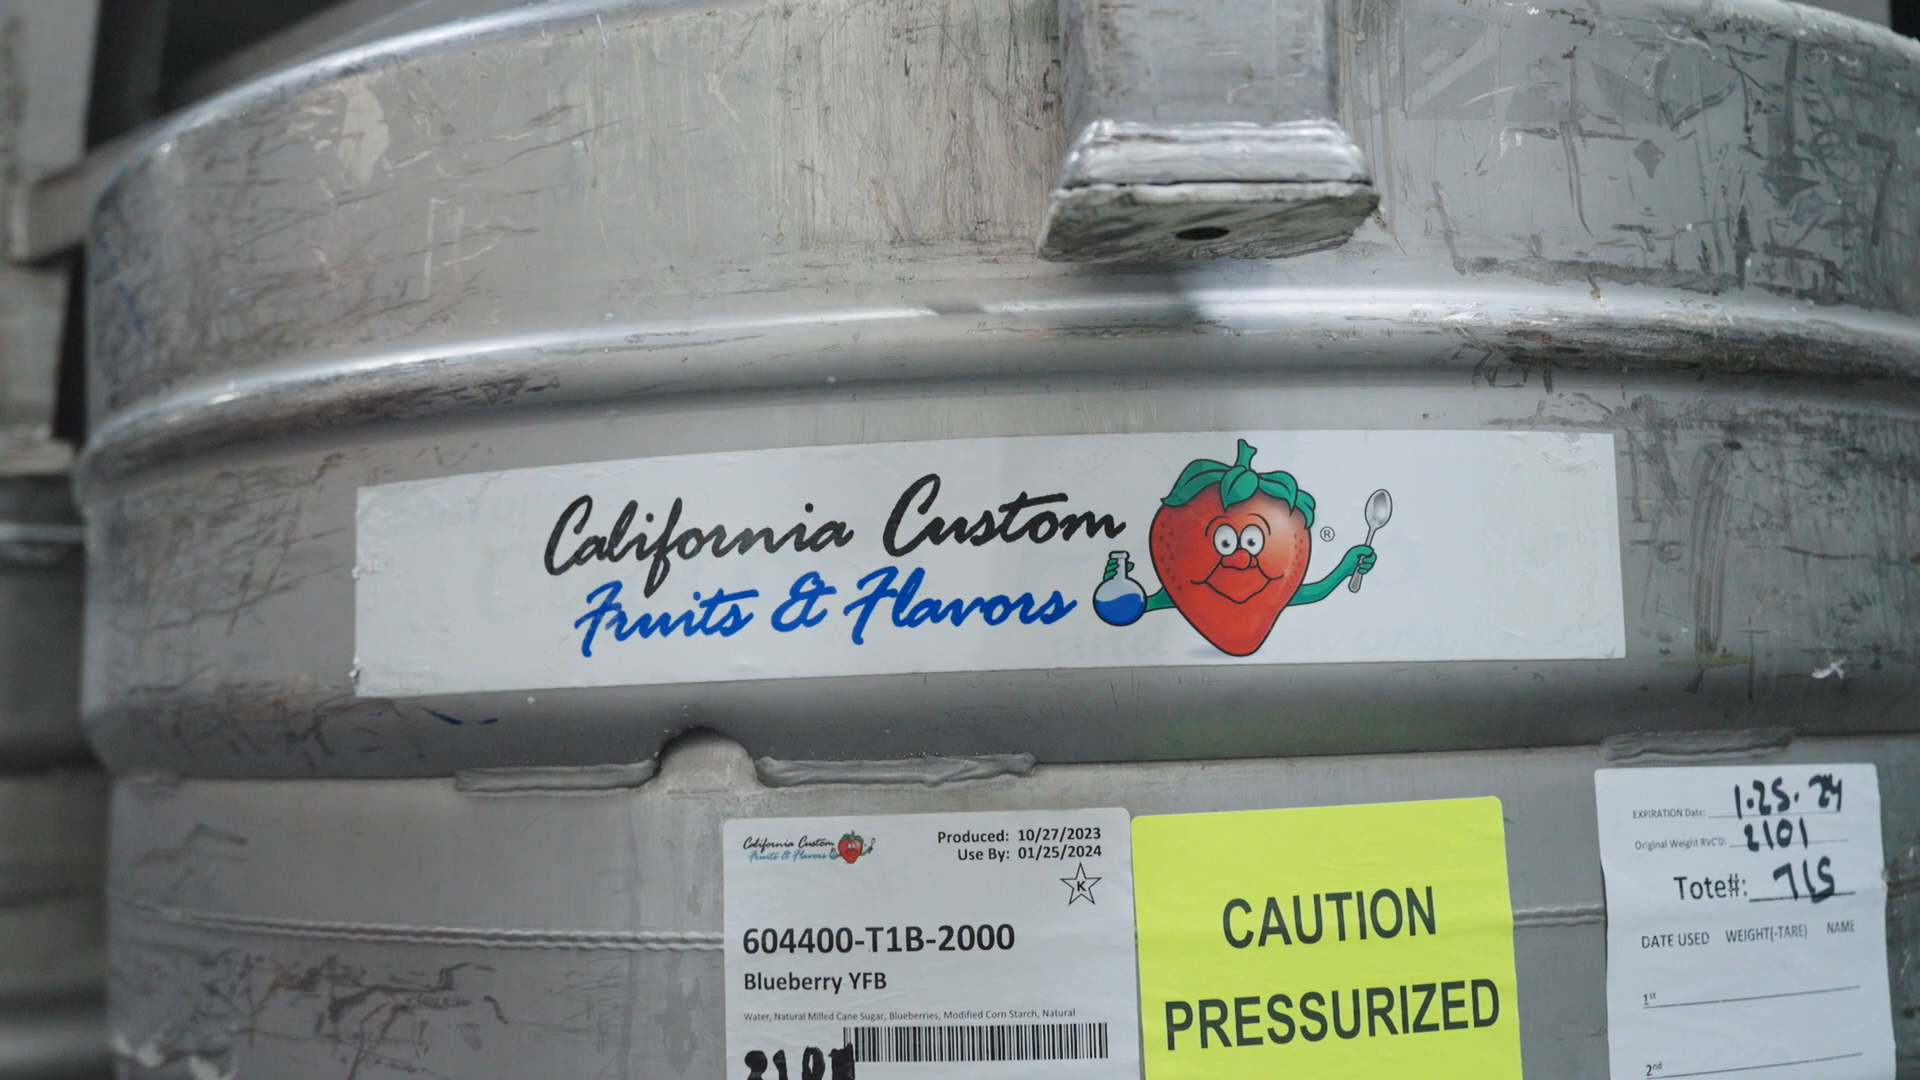 California Custom
Fruits & Flavors
®
California Custom
Fruits & Flavors
Produced: 10/27/2023
Use By: 01/25/2024
K
604400-T1B-2000
Blueberry YFB
Water, Natural Milled Cane Sugar, Blueberries, Modified Corn Starch, Natural
2101
CAUTION
PRESSURIZED
EXPIRATION Date: 1.25.24
Original Weight RVC'D: 2101
Tote#: 715
DATE USED WEIGHT(-TARE) NAME
1st
2nd